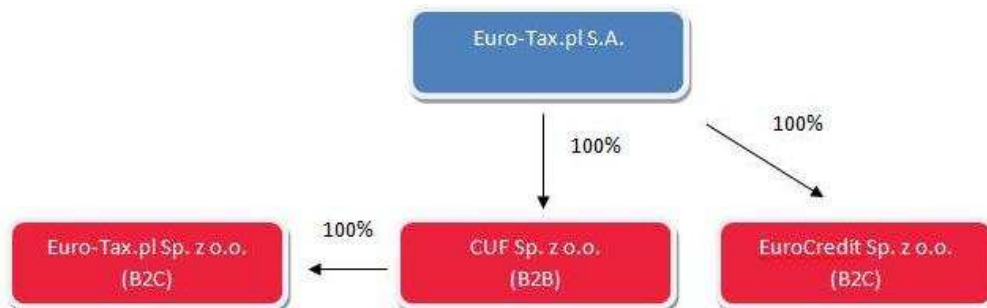 Euro-Tax.pl S.A.
100%
100%
100%
Euro-Tax.pl Sp. z o.o.
(B2C)
CUF Sp. z o.o.
(B2B)
EuroCredit Sp. z o.o.
(B2C)